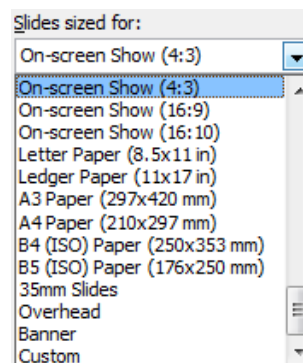 Slides sized for:
On-screen Show (4:3)
On-screen Show (4:3)
On-screen Show (16:9)
On-screen Show (16:10)
Letter Paper (8.5x11 in)
Ledger Paper (11x17 in)
A3 Paper (297x420 mm)
A4 Paper (210x297 mm)
B4 (ISO) Paper (250x353 mm)
B5 (ISO) Paper (176x250 mm)
35mm Slides
Overhead
Banner
Custom